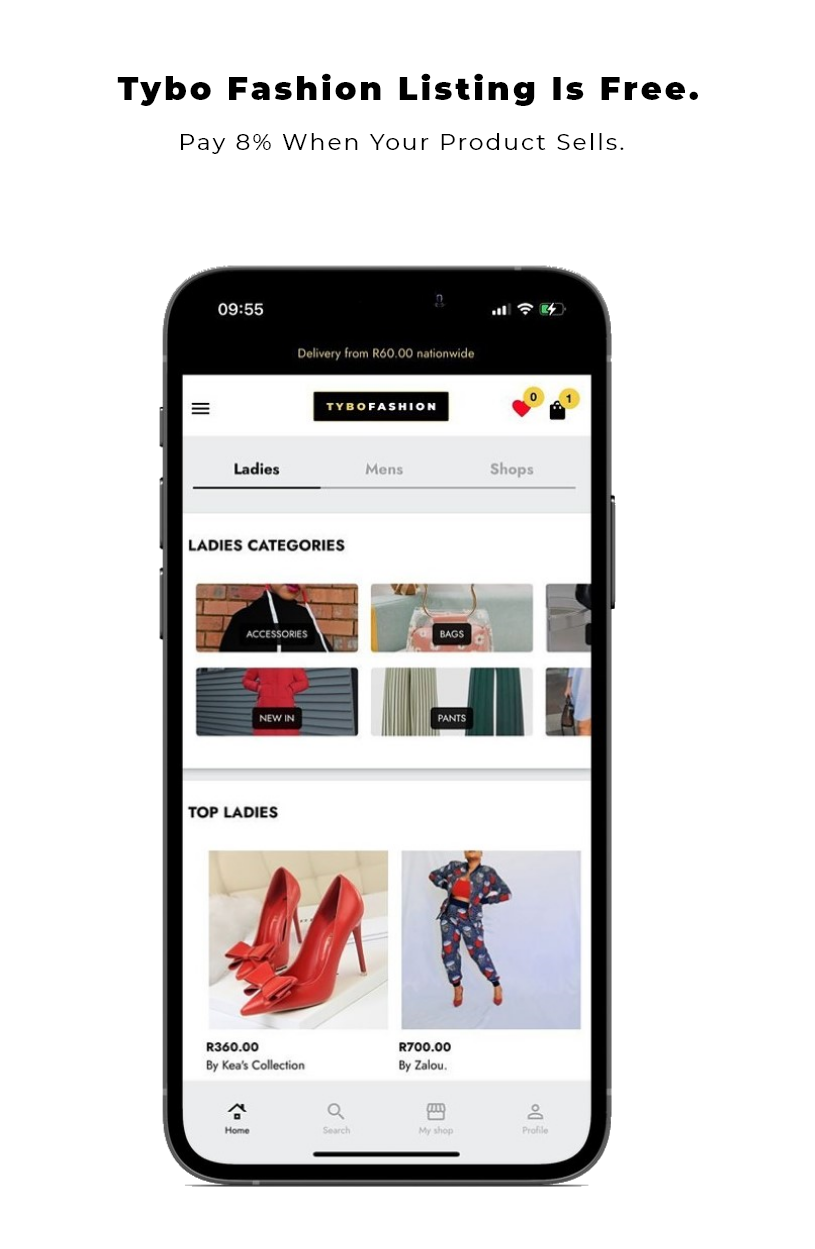 Tybo Fashion Listing Is Free.
Pay 8% When Your Product Sells.
09:55
Delivery from R60.00 nationwide
TYBOFASHION
0
1
Ladies Mens Shops
LADIES CATEGORIES
ACCESSORIES BAGS
NEW IN PANTS
TOP LADIES
R360.00 R700.00
By Kea's Collection By Zalou.
Home Search My shop Profile